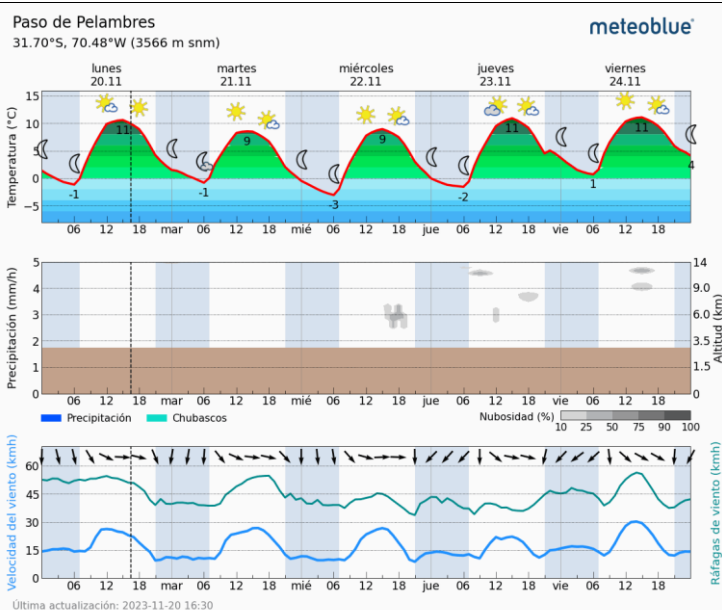 Paso de Pelambres
31.70°S, 70.48°W (3566 m snm)
meteoblue
lunes martes miércoles jueves viernes
20.11 21.11 22.11 23.11 24.11
Temperatura (°C)
15
10
5
0
−5
11 9 9 11 11
-1 -1 -3 -2 1 4
06 12 18 mar 06 12 18 mié 06 12 18 jue 06 12 18 vie 06 12 18
Precipitación (mm/h)
5 14
4 9.0
3 6.0
2 3.5
1 1.5
0 0
Altitud (km)
06 12 18 mar 06 12 18 mié 06 12 18 jue 06 12 18 vie 06 12 18
Precipitación Chubascos Nubosidad (%)
10 25 50 75 90 100
Velocidad del viento (kmh)
60
45
30
15
0
Ráfagas de viento (kmh)
06 12 18 mar 06 12 18 mié 06 12 18 jue 06 12 18 vie 06 12 18
Última actualización: 2023-11-20 16:30